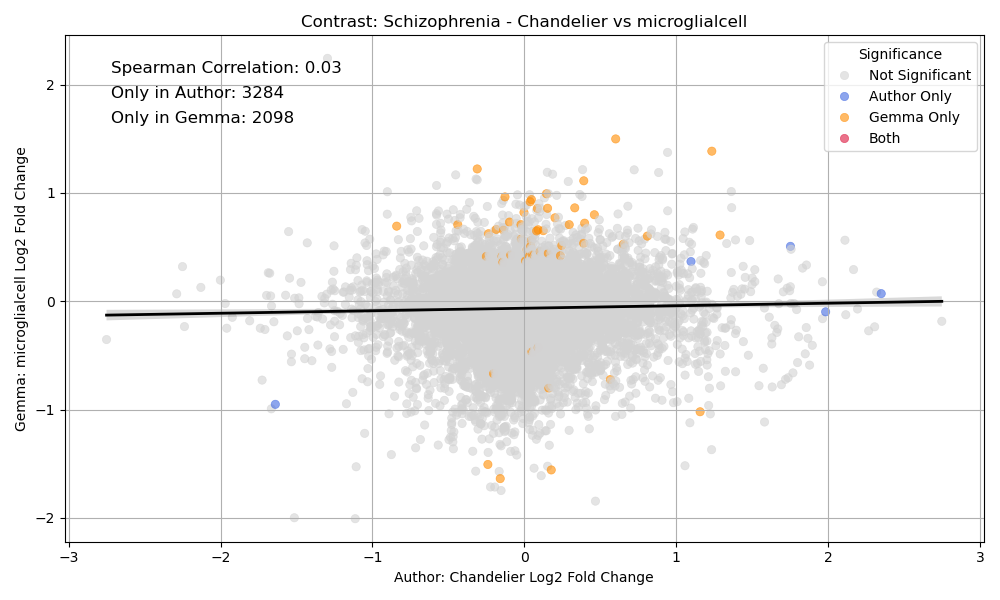 Contrast: Schizophrenia - Chandelier vs microglialcell
Spearman Correlation: 0.03
Only in Author: 3284
Only in Gemma: 2098
Significance
Not Significant
Author Only
Gemma Only
Both
Gemma: microglialcell Log2 Fold Change
2
1
0
−1
−2
−3
−2
−1
0
1
2
3
Author: Chandelier Log2 Fold Change